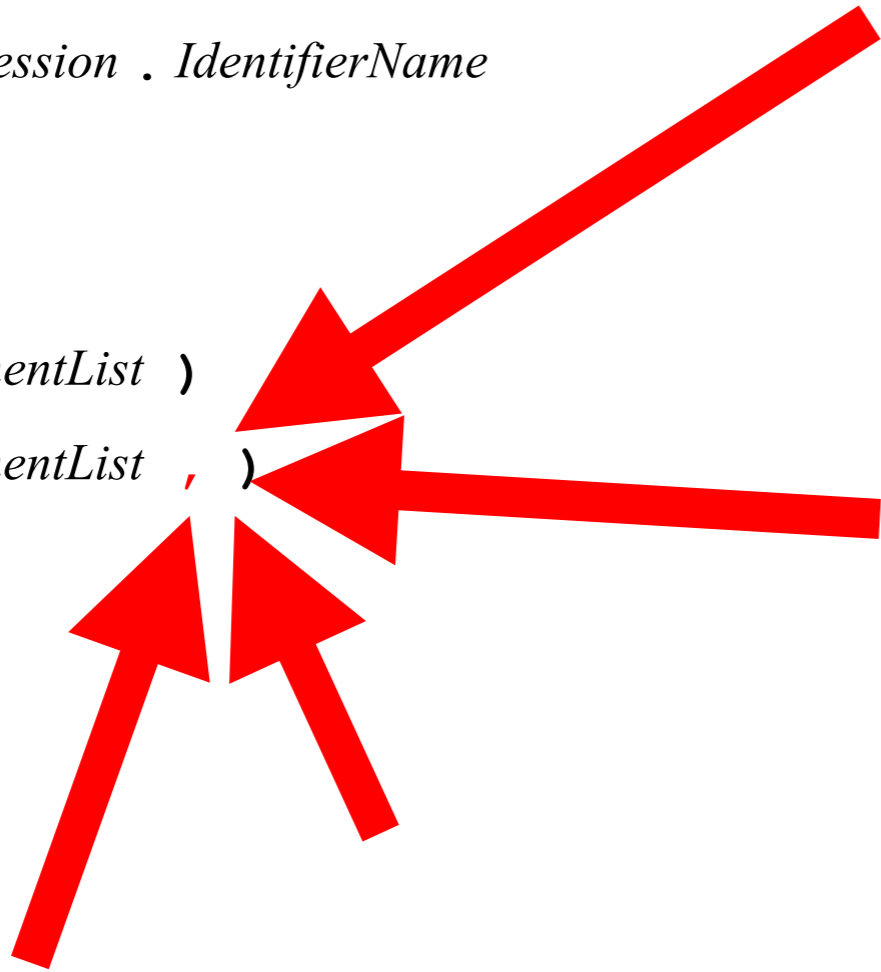 ession . IdentifierName
entList )
entList , )